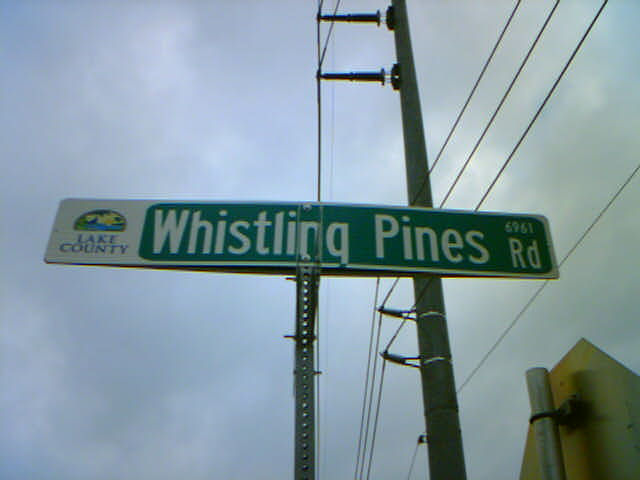 LAKE
COUNTY
Whistling Pines Rd
6961